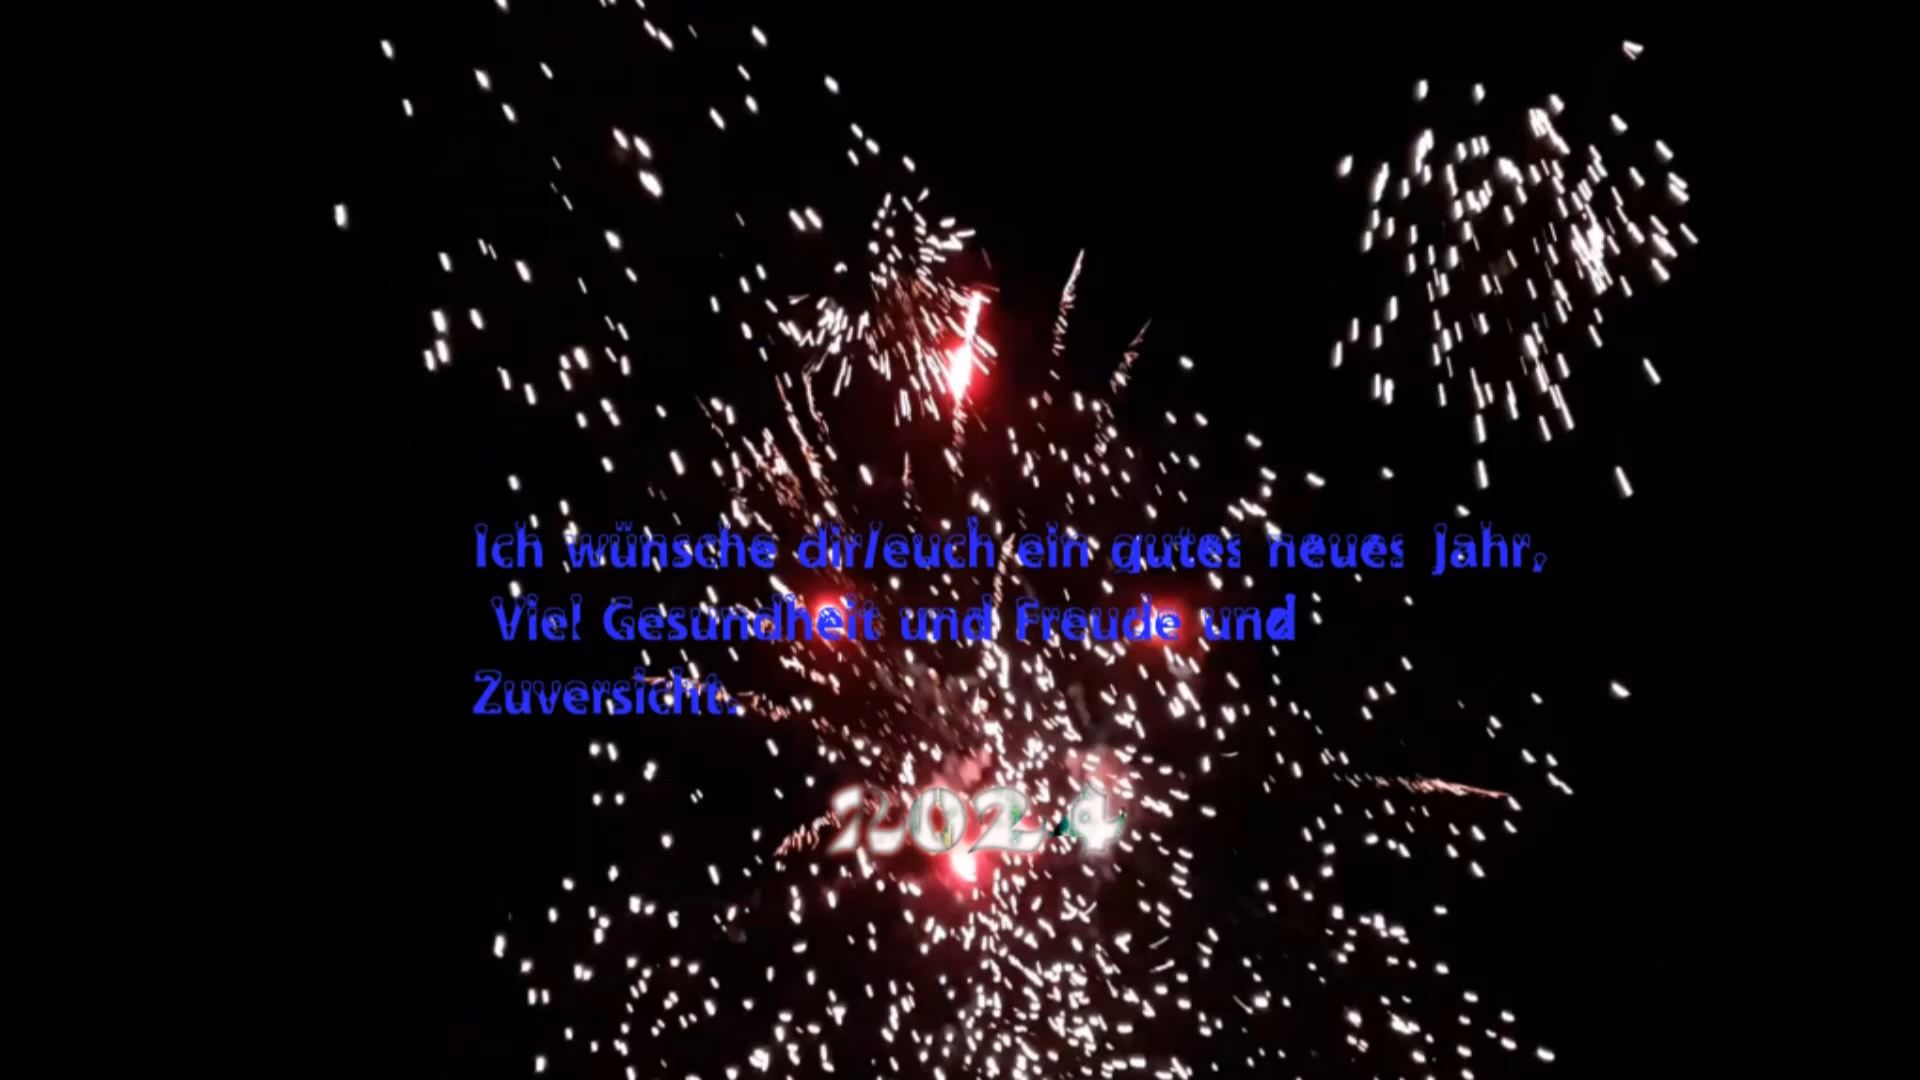 Ich wünsche dir/euch ein gutes neues Jahr,
Viel Gesundheit und Freude und
Zuversicht.
2024